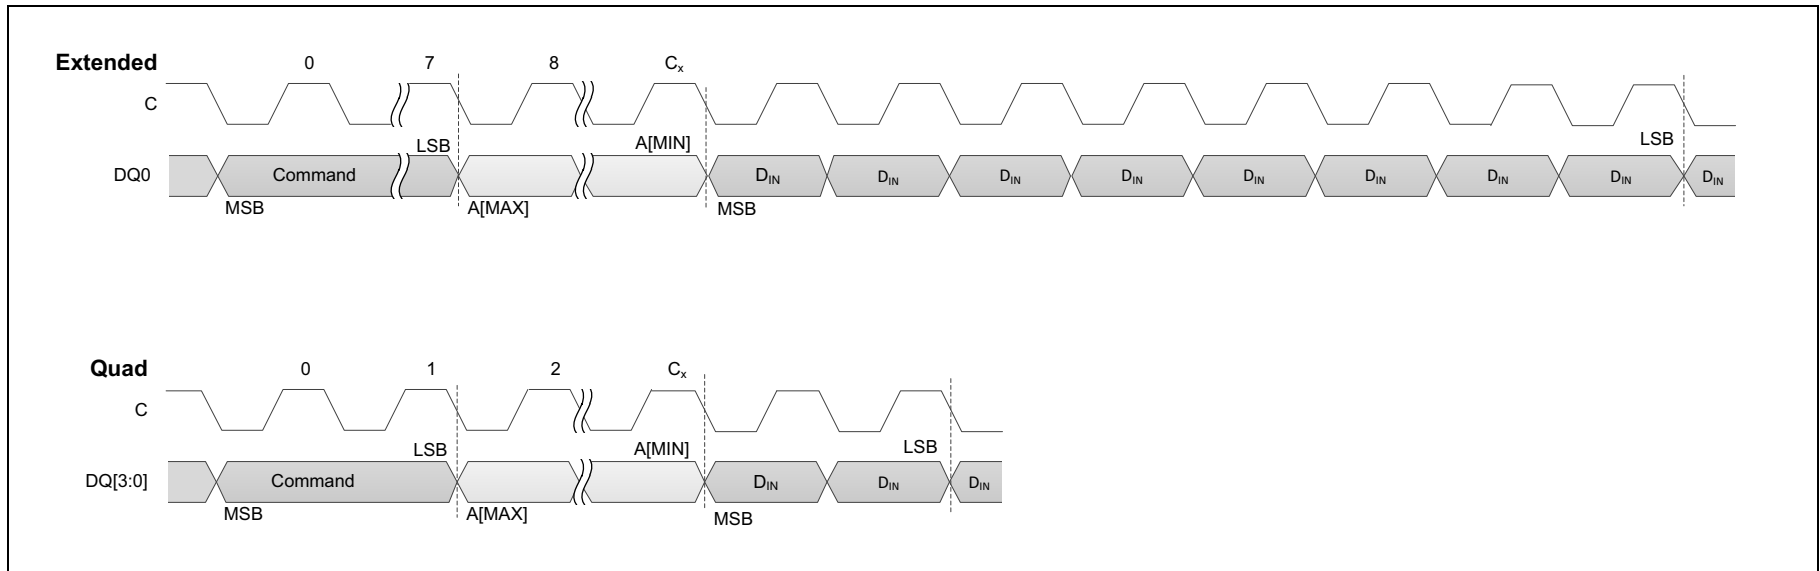 Extended 0 7 8 Cx
C
LSB A[MIN] LSB
DQ0 Command DIN DIN DIN DIN DIN DIN DIN DIN DIN
MSB A[MAX] MSB
Quad 0 1 2 Cx
C
LSB A[MIN] LSB
DQ[3:0] Command DIN DIN DIN
MSB A[MAX] MSB